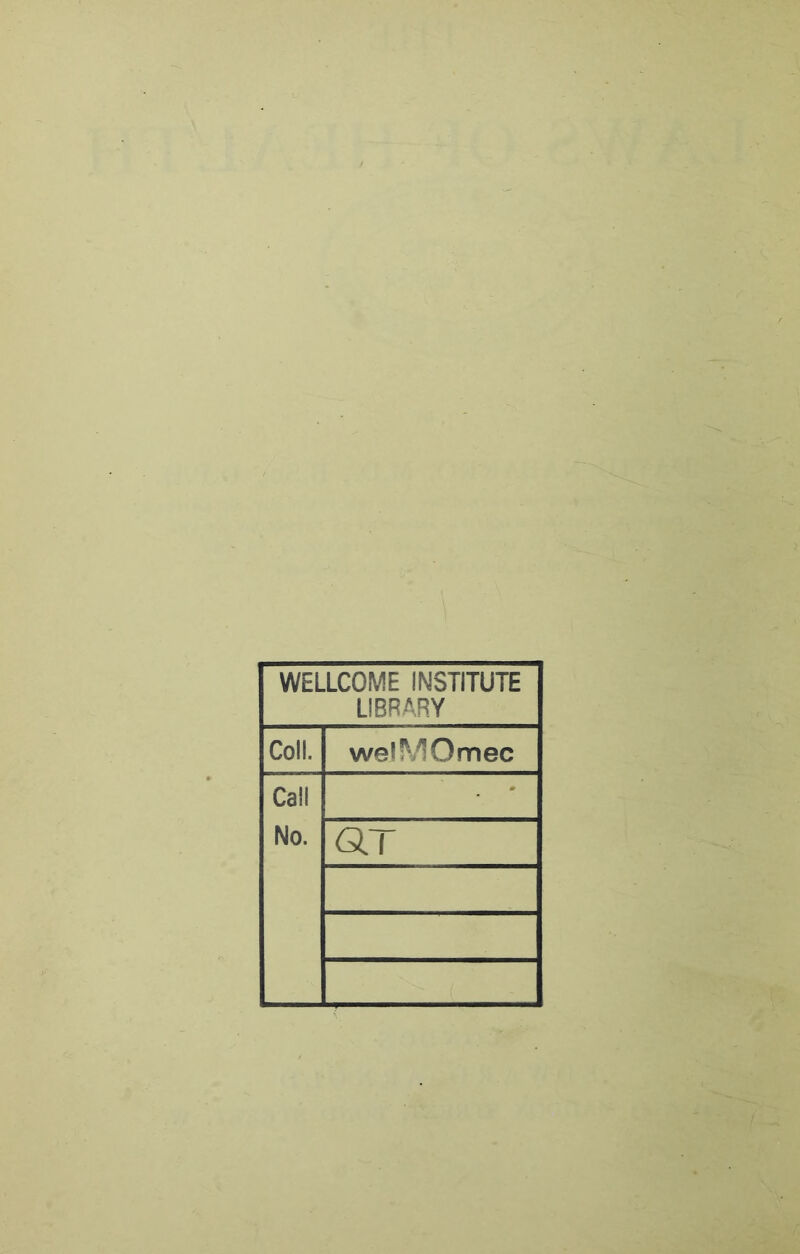 WELLCOME INSTITUTE
LIBRARY
Coll. welMOmec
Call
No. QT